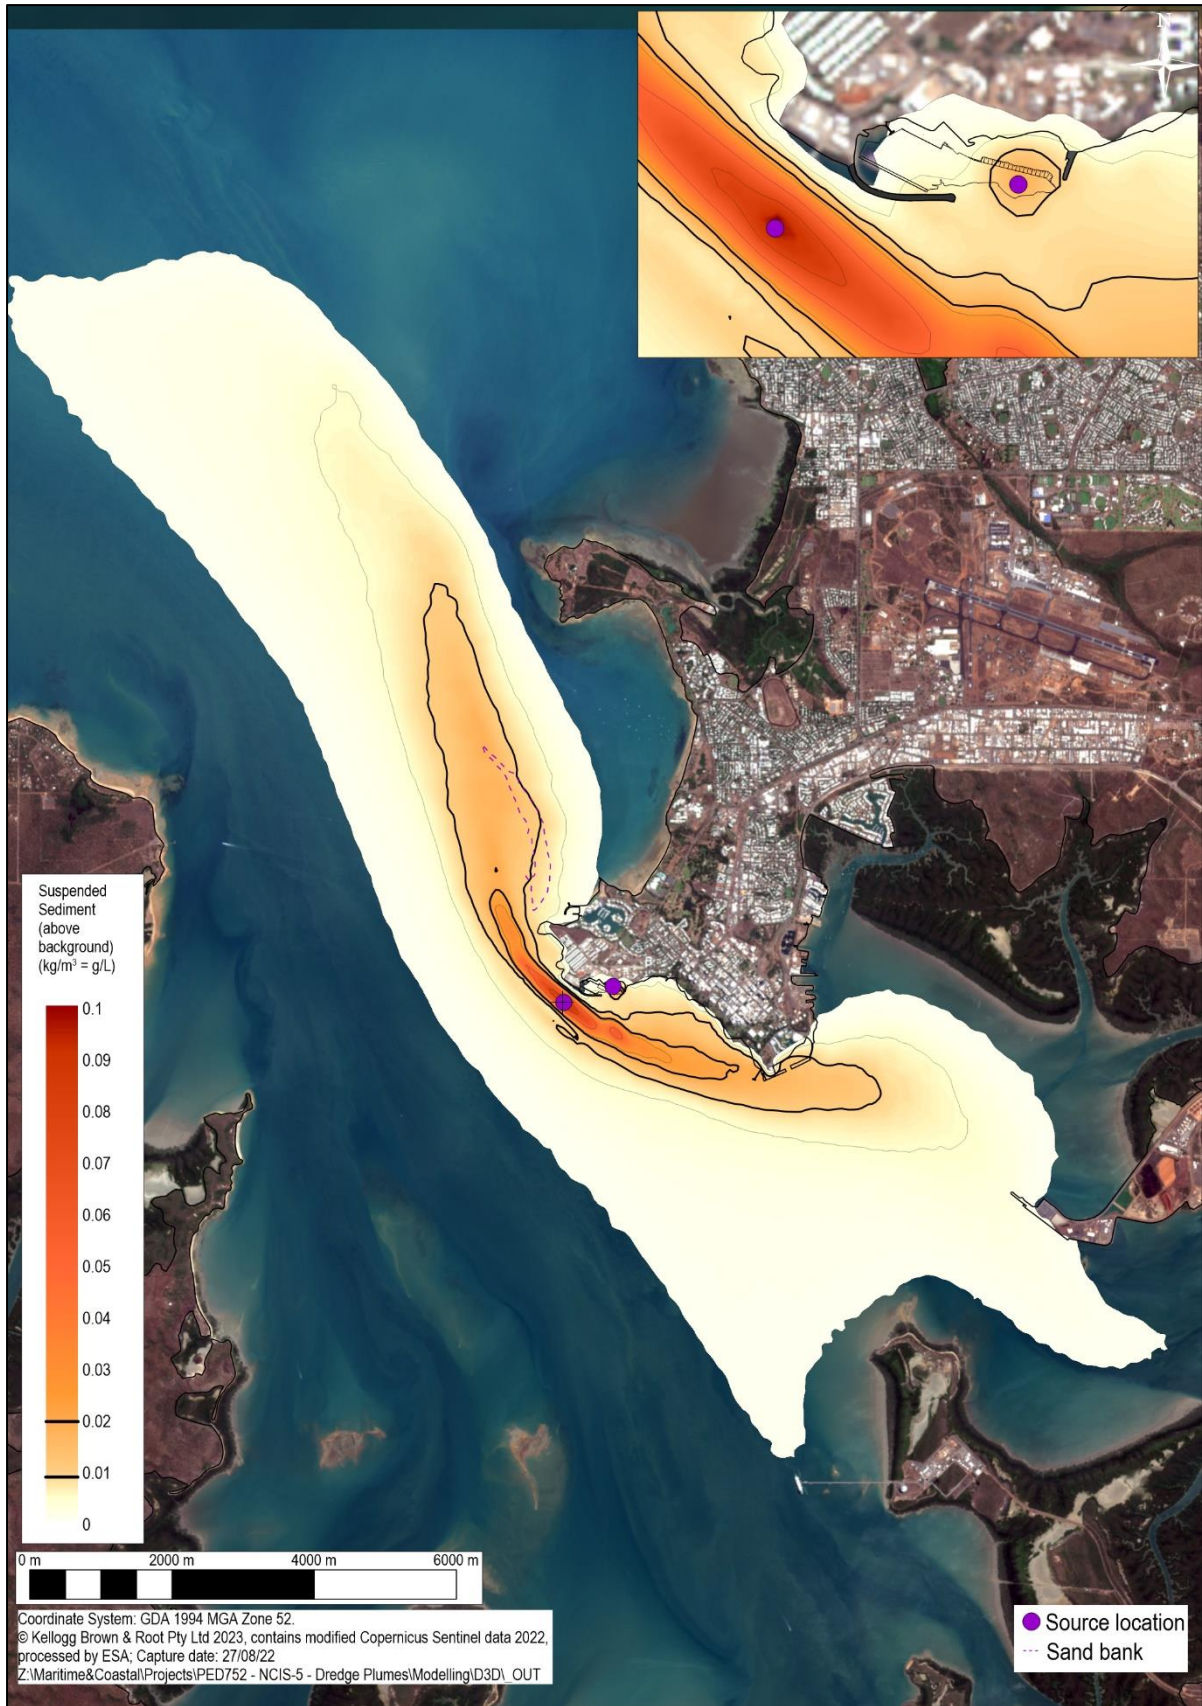 N
Suspended
Sediment
(above
background)
(kg/m³ = g/L)
0.1
0.09
0.08
0.07
0.06
0.05
0.04
0.03
0.02
0.01
0
0 m 2000 m 4000 m 6000 m
Coordinate System: GDA 1994 MGA Zone 52.
© Kellogg Brown & Root Pty Ltd 2023, contains modified Copernicus Sentinel data 2022,
processed by ESA; Capture date: 27/08/22
Z:\Maritime&Coastal\Projects\PED752 - NCIS-5 - Dredge Plumes\Modelling\D3D\_OUT
Source location
Sand bank